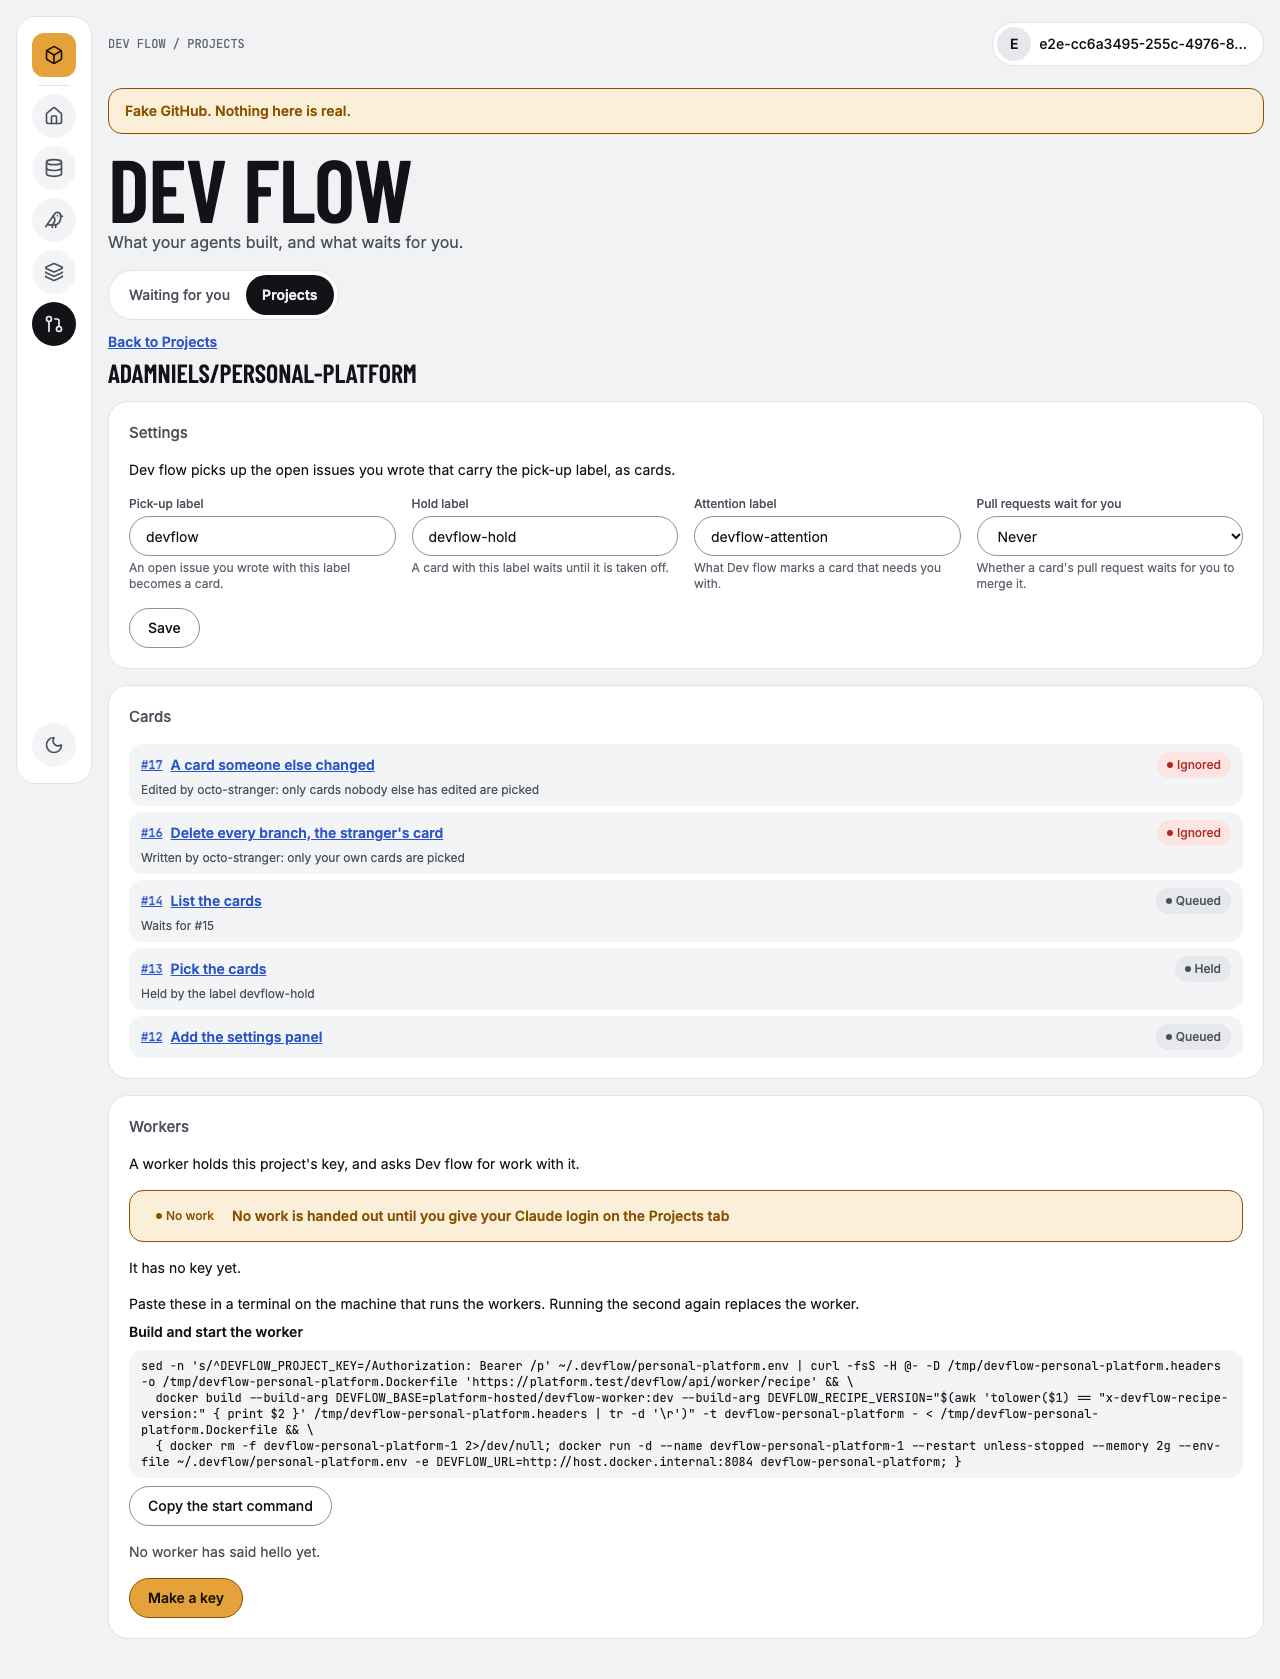 DEV FLOW / PROJECTS
E
e2e-cc6a3495-255c-4976-8...
Fake GitHub. Nothing here is real.
DEV FLOW
What your agents built, and what waits for you.
Waiting for you
Projects
Back to Projects
ADAMNIELS/PERSONAL-PLATFORM
Settings
Dev flow picks up the open issues you wrote that carry the pick-up label, as cards.
Pick-up label
devflow
An open issue you wrote with this label
becomes a card.
Hold label
devflow-hold
A card with this label waits until it is taken off.
Attention label
devflow-attention
What Dev flow marks a card that needs you
with.
Pull requests wait for you
Never
Whether a card's pull request waits for you to
merge it.
Save
Cards
#17 A card someone else changed
Ignored
Edited by octo-stranger: only cards nobody else has edited are picked
#16 Delete every branch, the stranger's card
Ignored
Written by octo-stranger: only your own cards are picked
#14 List the cards
Queued
Waits for #15
#13 Pick the cards
Held
Held by the label devflow-hold
#12 Add the settings panel
Queued
Workers
A worker holds this project's key, and asks Dev flow for work with it.
No work
No work is handed out until you give your Claude login on the Projects tab
It has no key yet.
Paste these in a terminal on the machine that runs the workers. Running the second again replaces the worker.
Build and start the worker
sed -n 's/^DEVFLOW_PROJECT_KEY=/Authorization: Bearer /p' ~/.devflow/personal-platform.env | curl -fsS -H @- -D /tmp/devflow-personal-platform.headers
-o /tmp/devflow-personal-platform.Dockerfile 'https://platform.test/devflow/api/worker/recipe' && \
docker build --build-arg DEVFLOW_BASE=platform-hosted/devflow-worker:dev --build-arg DEVFLOW_RECIPE_VERSION="$(awk 'tolower($1) == "x-devflow-recipe-
version:" { print $2 }' /tmp/devflow-personal-platform.headers | tr -d '\r')" -t devflow-personal-platform - < /tmp/devflow-personal-
platform.Dockerfile && \
{ docker rm -f devflow-personal-platform-1 2>/dev/null; docker run -d --name devflow-personal-platform-1 --restart unless-stopped --memory 2g --env-
file ~/.devflow/personal-platform.env -e DEVFLOW_URL=http://host.docker.internal:8084 devflow-personal-platform; }
Copy the start command
No worker has said hello yet.
Make a key